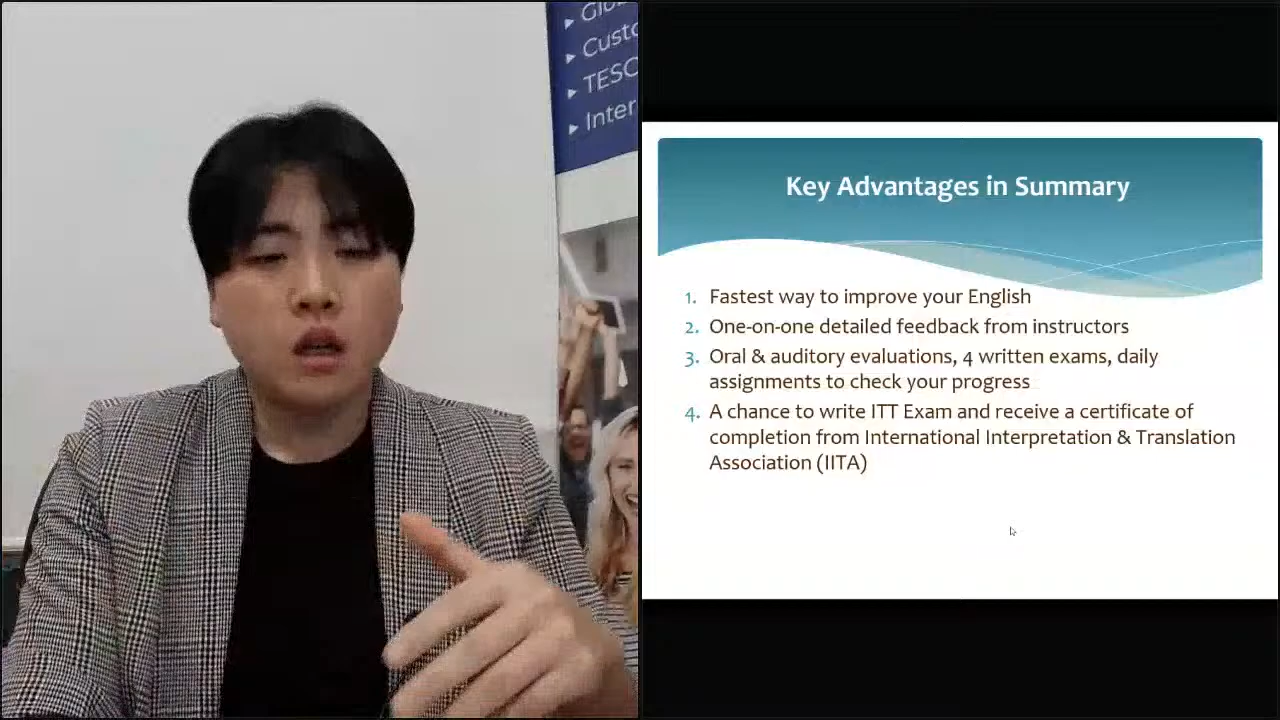 Custo
TESO
Inter
Key Advantages in Summary
1. Fastest way to improve your English
2. One-on-one detailed feedback from instructors
3. Oral & auditory evaluations, 4 written exams, daily
assignments to check your progress
4. A chance to write ITT Exam and receive a certificate of
completion from International Interpretation & Translation
Association (IITA)